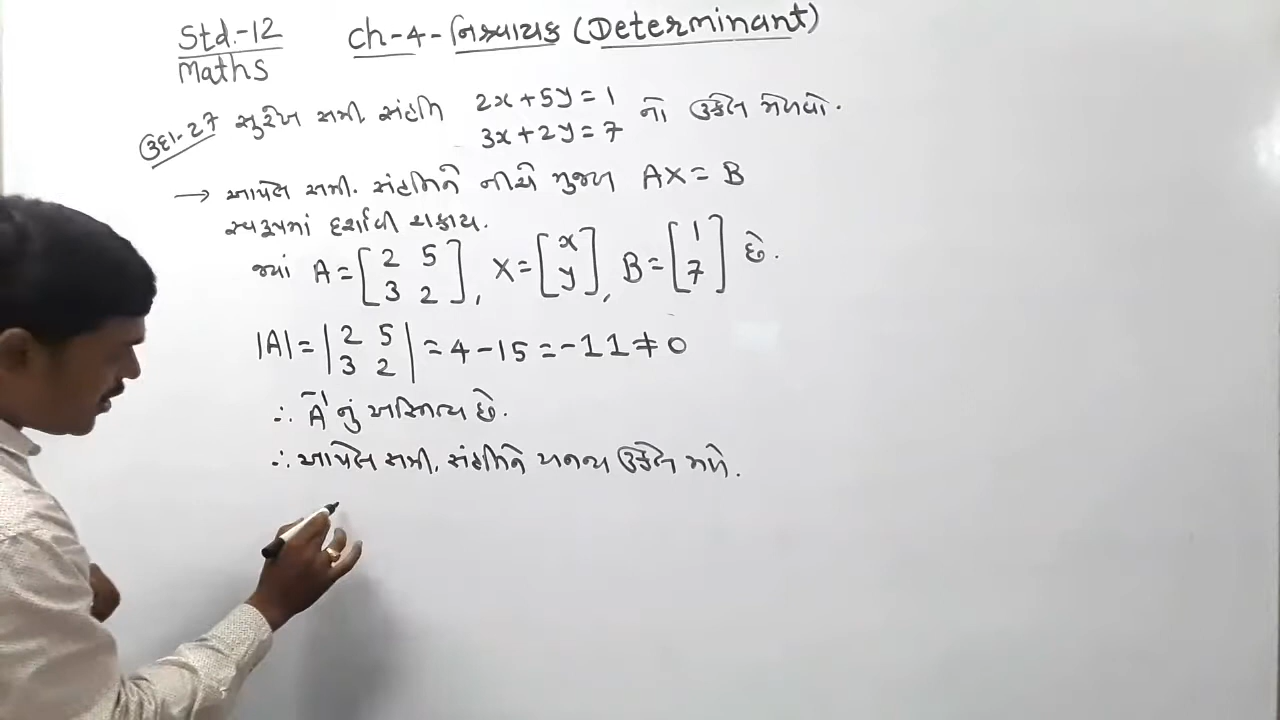 Std.-12 Ch-4-નિશ્ચાયક (Determinant)
Maths
ઉદા.-27 સુરેખ સમી. સંહતિ 2x+5y=1 નો ઉકેલ મેળવો.
3x+2y=7
→ આપેલ સમી. સંહતિને નીચે મુજબ AX=B
સ્વરૂપમાં દર્શાવી શકાય.
જ્યાં A=[2 5 3 2], X=[x y], B=[1 7] છે.
|A|=|2 5 3 2|=4-15=-11≠0
∴ A⁻¹ નું અસ્તિત્વ છે.
∴ આપેલ સમી. સંહતિને અનન્ય ઉકેલ મળે.